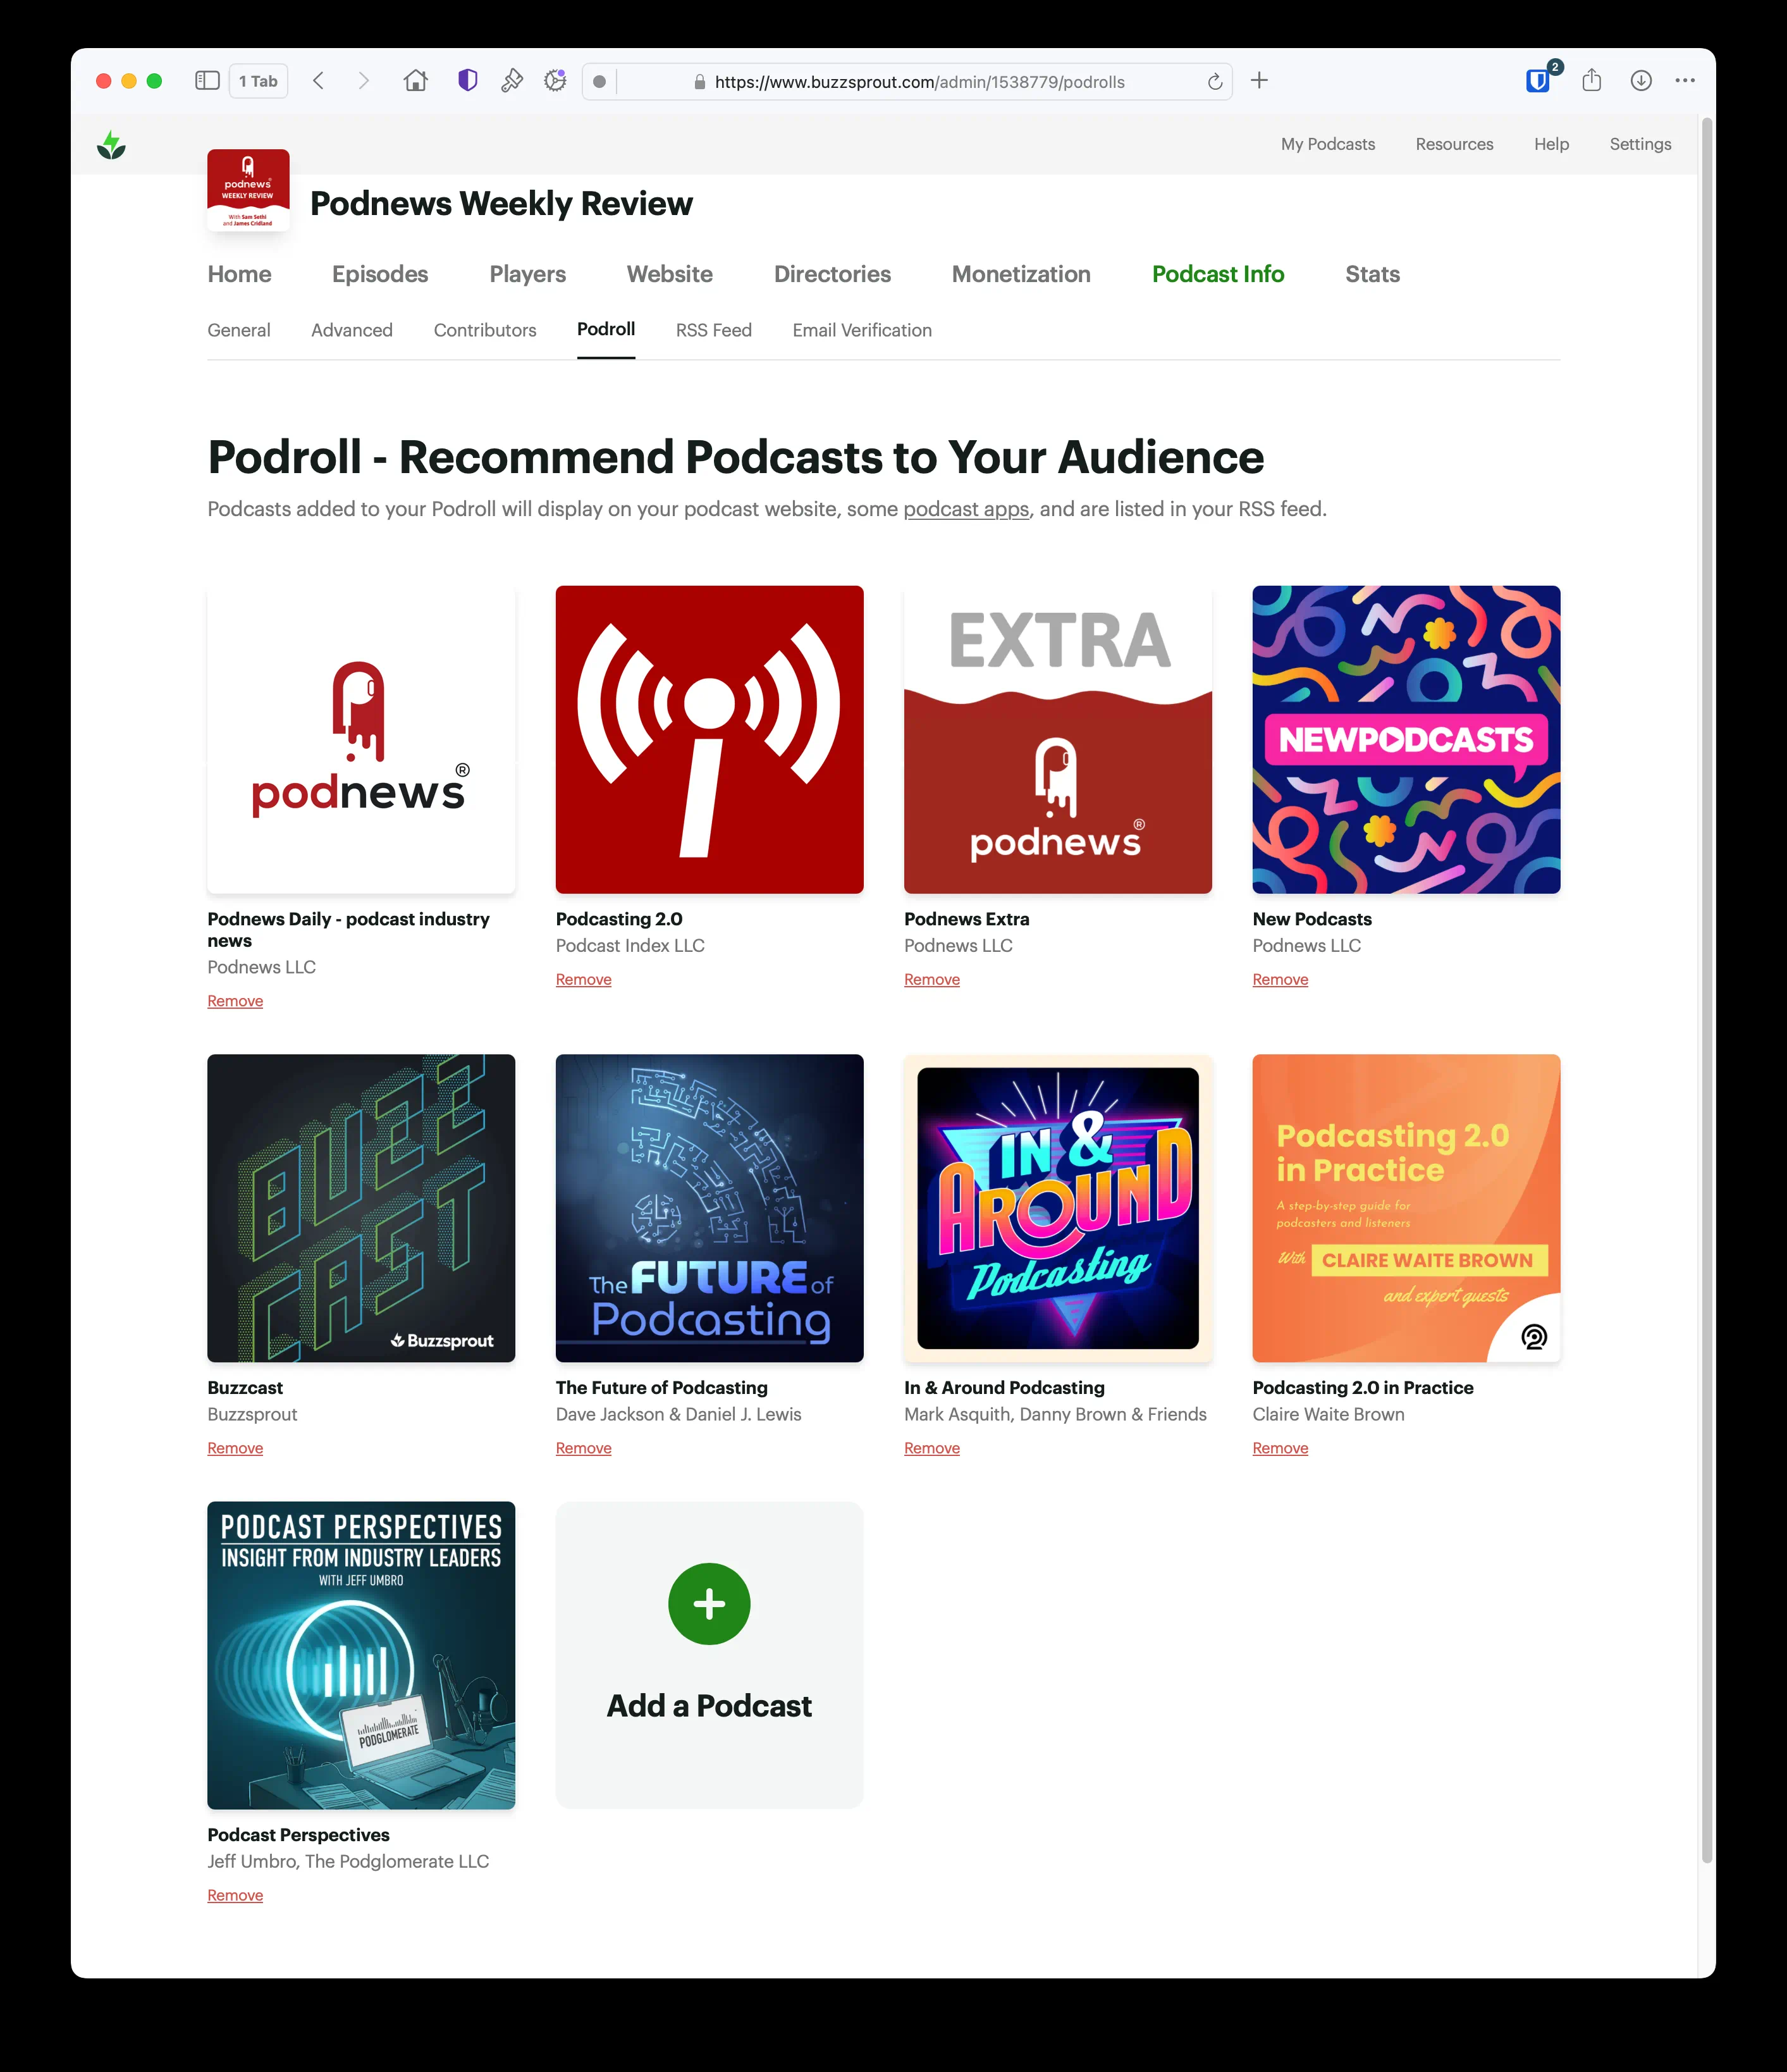 1 Tab
https://www.buzzsprout.com/admin/1538779/podrolls
2
My Podcasts Resources Help Settings
podnews
WEEKLY REVIEW
With Sam Sethi
and James Cridland
Podnews Weekly Review
Home Episodes Players Website Directories Monetization Podcast Info Stats
General Advanced Contributors Podroll RSS Feed Email Verification
Podroll - Recommend Podcasts to Your Audience
Podcasts added to your Podroll will display on your podcast website, some podcast apps, and are listed in your RSS feed.
podnews®
EXTRA
podnews®
NEWPODCASTS
Podnews Daily - podcast industry
news
Podnews LLC
Remove
Podcasting 2.0
Podcast Index LLC
Remove
Podnews Extra
Podnews LLC
Remove
New Podcasts
Podnews LLC
Remove
BUZZ
CAST
Buzzsprout
The FUTURE of
Podcasting
IN &
AROUND
Podcasting
Podcasting 2.0
in Practice
A step-by-step guide for
podcasters and listeners
With CLAIRE WAITE BROWN
and expert guests
Buzzcast
Buzzsprout
Remove
The Future of Podcasting
Dave Jackson & Daniel J. Lewis
Remove
In & Around Podcasting
Mark Asquith, Danny Brown & Friends
Remove
Podcasting 2.0 in Practice
Claire Waite Brown
Remove
PODCAST PERSPECTIVES
INSIGHT FROM INDUSTRY LEADERS
WITH JEFF UMBRO
PODGLOMERATE
Add a Podcast
Podcast Perspectives
Jeff Umbro, The Podglomerate LLC
Remove